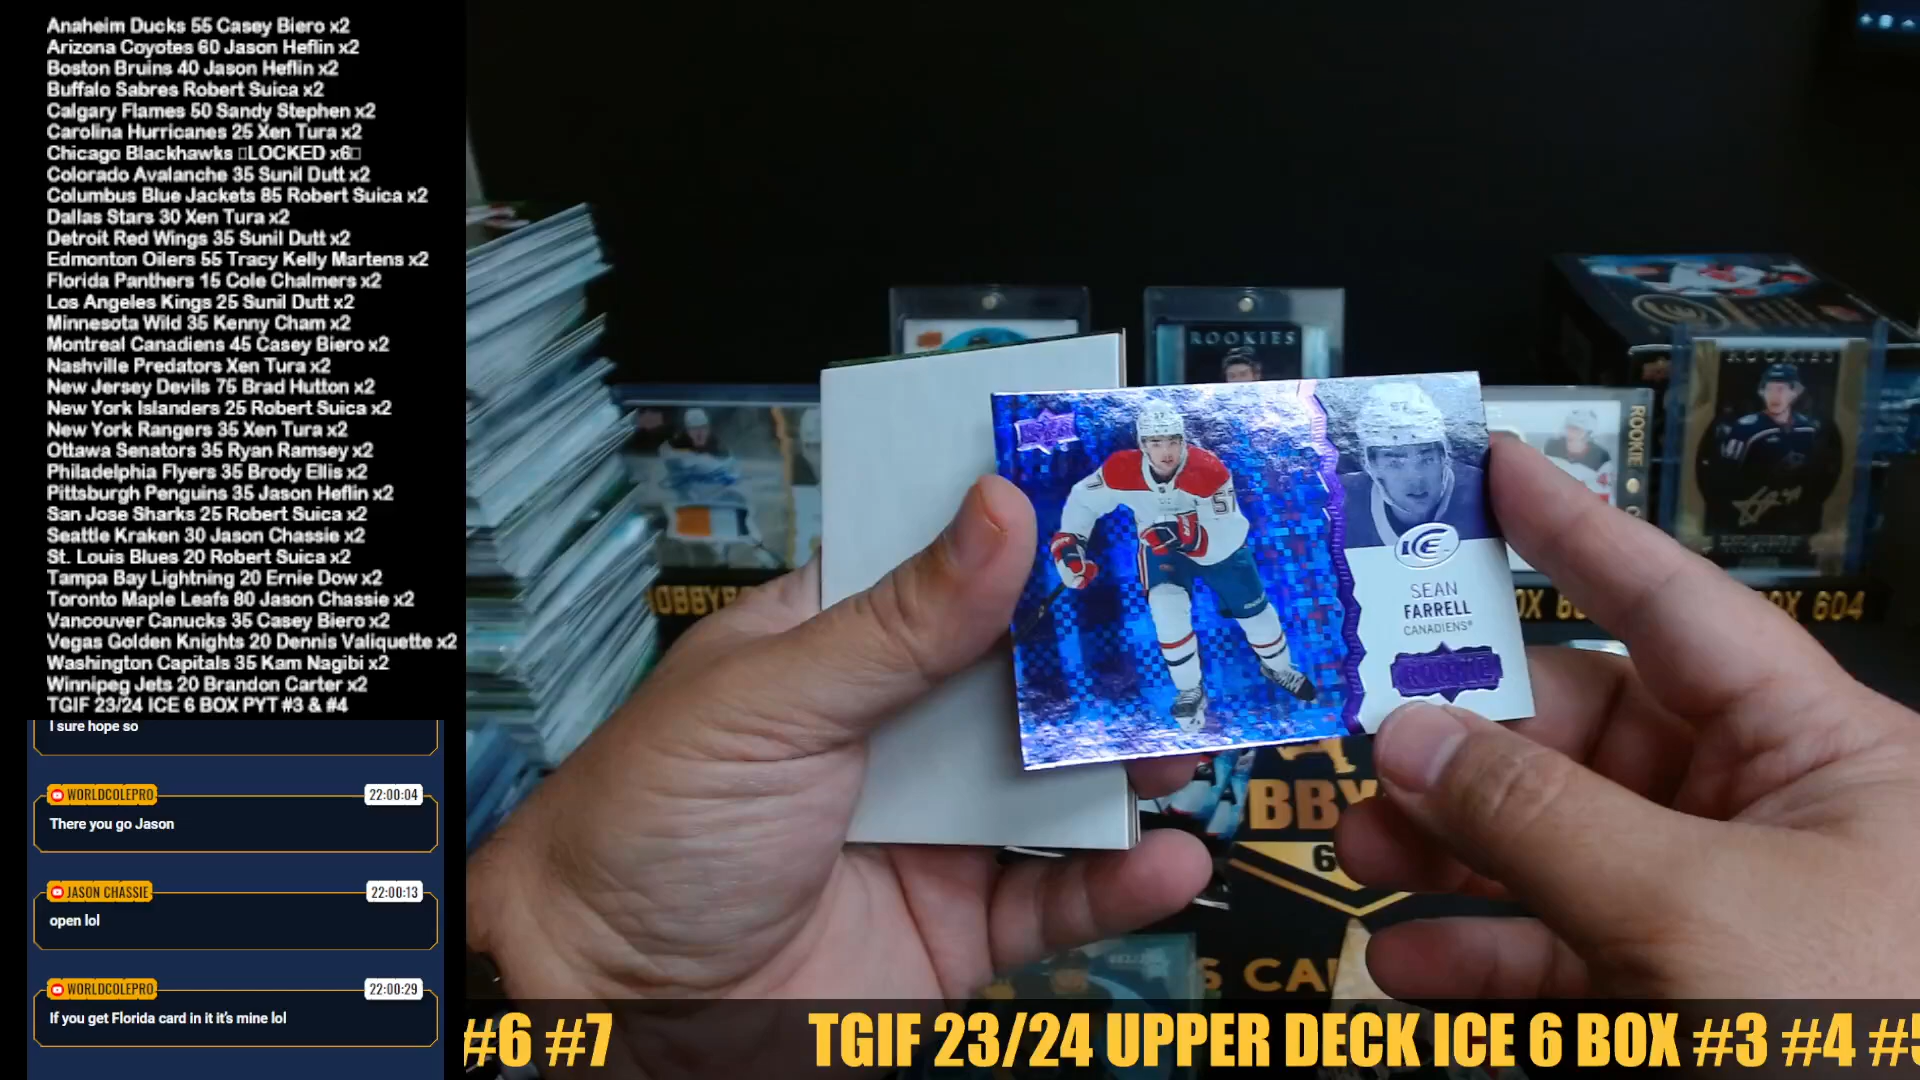 Anaheim Ducks 55 Casey Biero x2
Arizona Coyotes 60 Jason Heflin x2
Boston Bruins 40 Jason Heflin x2
Buffalo Sabres Robert Suica x2
Calgary Flames 50 Sandy Stephen x2
Carolina Hurricanes 25 Xen Tura x2
Chicago Blackhawks LOCKED x6
Colorado Avalanche 35 Sunil Dutt x2
Columbus Blue Jackets 85 Robert Suica x2
Dallas Stars 30 Xen Tura x2
Detroit Red Wings 35 Sunil Dutt x2
Edmonton Oilers 55 Tracy Kelly Martens x2
Florida Panthers 15 Cole Chalmers x2
Los Angeles Kings 25 Sunil Dutt x2
Minnesota Wild 35 Kenny Cham x2
Montreal Canadiens 45 Casey Biero x2
Nashville Predators Xen Tura x2
New Jersey Devils 75 Brad Hutton x2
New York Islanders 25 Robert Suica x2
New York Rangers 35 Xen Tura x2
Ottawa Senators 35 Ryan Ramsey x2
Philadelphia Flyers 35 Brody Ellis x2
Pittsburgh Penguins 35 Jason Heflin x2
San Jose Sharks 25 Robert Suica x2
Seattle Kraken 30 Jason Chassie x2
St. Louis Blues 20 Robert Suica x2
Tampa Bay Lightning 20 Ernie Dow x2
Toronto Maple Leafs 80 Jason Chassie x2
Vancouver Canucks 35 Casey Biero x2
Vegas Golden Knights 20 Dennis Valiquette x2
Washington Capitals 35 Kam Nagibi x2
Winnipeg Jets 20 Brandon Carter x2
TGIF 23/24 ICE 6 BOX PYT #3 & #4
I sure hope so
WORLDCOLEPRO 22:00:04
There you go Jason
JASON CHASSIE 22:00:13
open lol
WORLDCOLEPRO 22:00:29
If you get Florida card in it it's mine lol
ROOKIES
ROOKIES
ROOKIE
57
ICE
SEAN
FARRELL
CANADIENS
ROOKIE
OX 604
#6 #7 TGIF 23/24 UPPER DECK ICE 6 BOX #3 #4